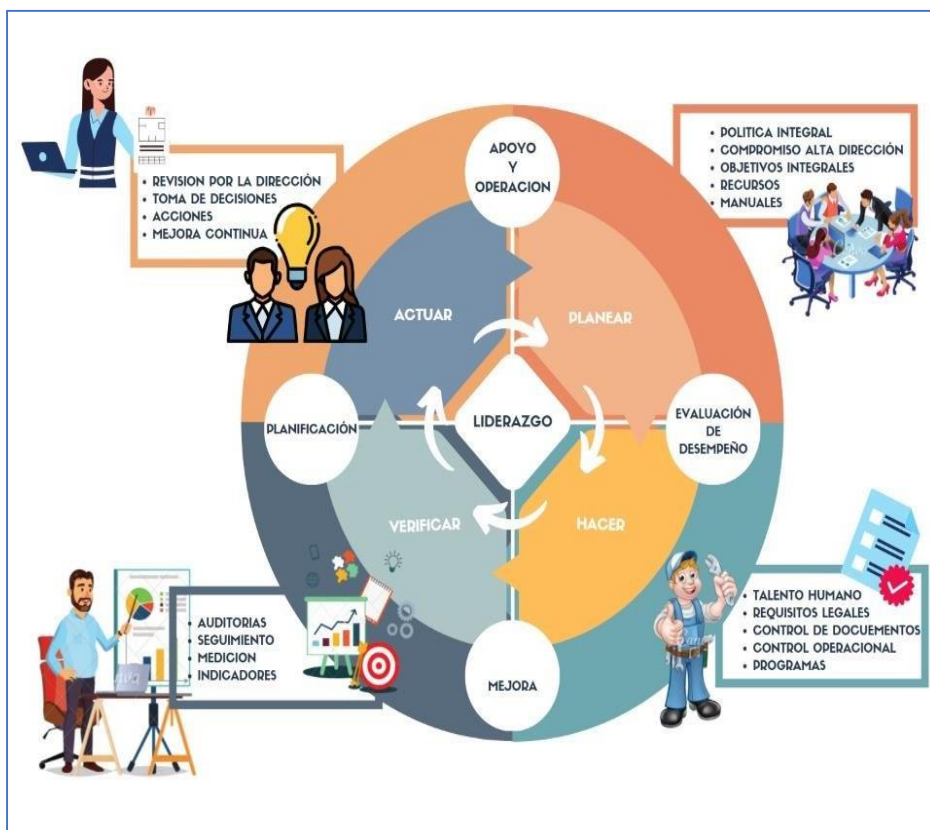 APOYO
Y
OPERACION
• POLITICA INTEGRAL
• COMPROMISO ALTA DIRECCIÓN
• OBJETIVOS INTEGRALES
• RECURSOS
• MANUALES
• REVISION POR LA DIRECCIÓN
• TOMA DE DECISIONES
• ACCIONES
• MEJORA CONTINUA
ACTUAR
PLANEAR
PLANIFICACIÓN
LIDERAZGO
EVALUACIÓN
DE
DESEMPEÑO
VERIFICAR
HACER
• AUDITORIAS
• SEGUIMIENTO
• MEDICION
• INDICADORES
• TALENTO HUMANO
• REQUISITOS LEGALES
• CONTROL DE DOCUEMENTOS
• CONTROL OPERACIONAL
• PROGRAMAS
MEJORA